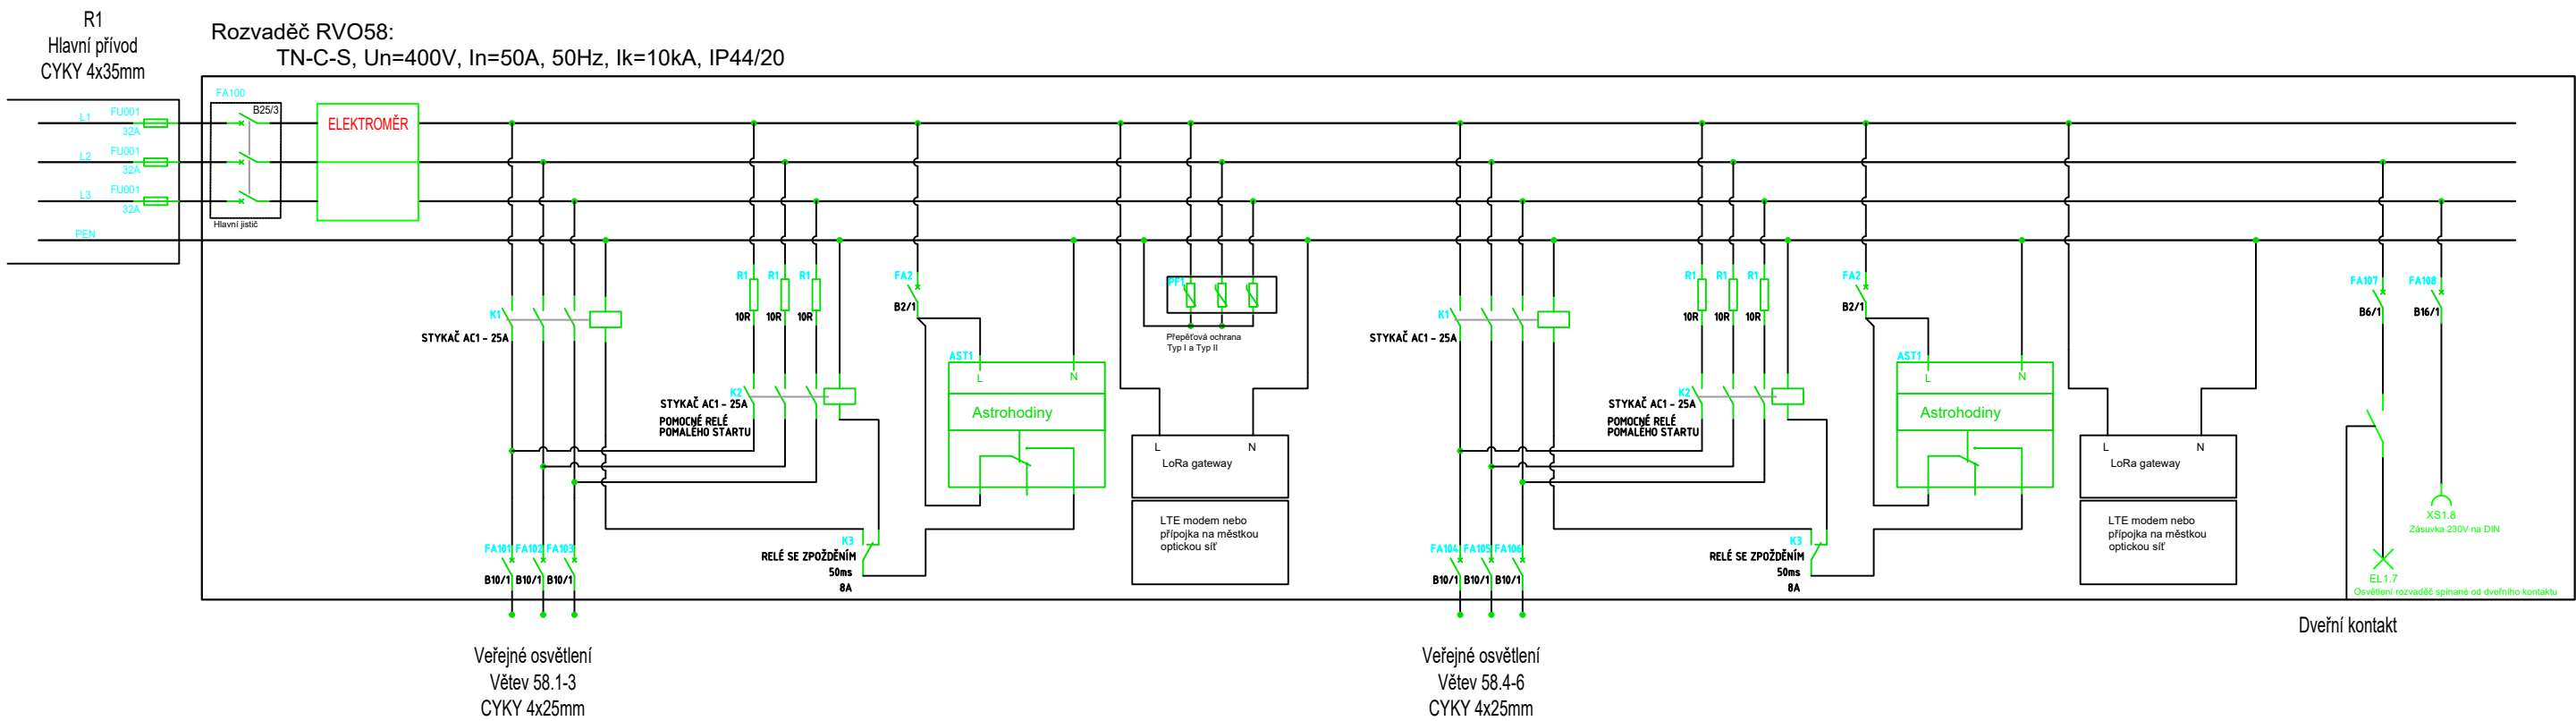 R1
Hlavní přívod
CYKY 4x35mm
Rozvaděč RVO58:
TN-C-S, Un=400V, In=50A, 50Hz, Ik=10kA, IP44/20
L1
FU001
32A
L2
FU001
32A
L3
FU001
32A
PEN
FA100
B25/3
Hlavní jistič
ELEKTROMĚR
K1
STYKAČ AC1 - 25A
R1 R1 R1
10R 10R 10R
K2
STYKAČ AC1 - 25A
POMOCNÉ RELÉ
POMALÉHO STARTU
FA2
B2/1
AST1
L N
Astrohodiny
K3
RELÉ SE ZPOŽDĚNÍM
50ms
8A
FA101 FA102 FA103
B10/1 B10/1 B10/1
PF1
Přepěťová ochrana
Typ I a Typ II
L N
LoRa gateway
LTE modem nebo
přípojka na městkou
optickou síť
K1
STYKAČ AC1 - 25A
R1 R1 R1
10R 10R 10R
K2
STYKAČ AC1 - 25A
POMOCNÉ RELÉ
POMALÉHO STARTU
FA2
B2/1
AST1
L N
Astrohodiny
K3
RELÉ SE ZPOŽDĚNÍM
50ms
8A
FA104 FA105 FA106
B10/1 B10/1 B10/1
L N
LoRa gateway
LTE modem nebo
přípojka na městkou
optickou síť
FA107
B6/1
FA108
B16/1
XS1.8
Zásuvka 230V na DIN
EL1.7
Osvětlení rozvaděč spínané od dveřního kontaktu
Dveřní kontakt
Veřejné osvětlení
Větev 58.1-3
CYKY 4x25mm
Veřejné osvětlení
Větev 58.4-6
CYKY 4x25mm